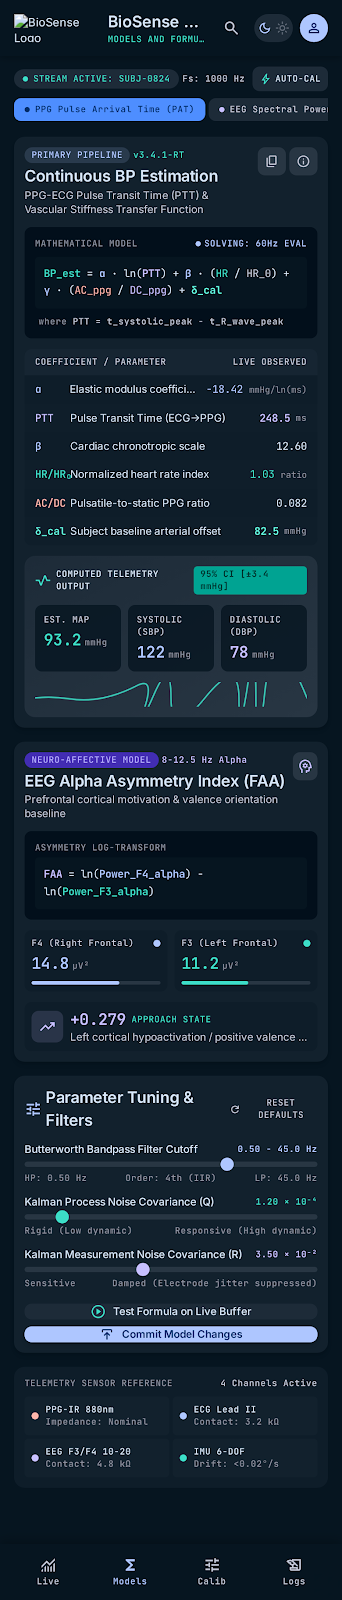 BioSense Logo
BioSense ...
MODELS AND FORMU…
STREAM ACTIVE: SUBJ-0824
Fs: 1000 Hz
AUTO-CAL
PPG Pulse Arrival Time (PAT)
EEG Spectral Power
PRIMARY PIPELINE v3.4.1-RT
Continuous BP Estimation
PPG-ECG Pulse Transit Time (PTT) &
Vascular Stiffness Transfer Function
MATHEMATICAL MODEL
SOLVING: 60Hz EVAL
BP_est = α · ln(PTT) + β · (HR / HR_0) +
γ · (AC_ppg / DC_ppg) + δ_cal
where PTT = t_systolic_peak - t_R_wave_peak
COEFFICIENT / PARAMETER
LIVE OBSERVED
α Elastic modulus coeffici… -18.42 mmHg/ln(ms)
PTT Pulse Transit Time (ECG→PPG) 248.5 ms
β Cardiac chronotropic scale 12.60
HR/HR₀ Normalized heart rate index 1.03 ratio
AC/DC Pulsatile-to-static PPG ratio 0.082
δ_cal Subject baseline arterial offset 82.5 mmHg
COMPUTED TELEMETRY
OUTPUT
95% CI [±3.4
mmHg]
EST. MAP
93.2 mmHg
SYSTOLIC
(SBP)
122 mmHg
DIASTOLIC
(DBP)
78 mmHg
NEURO-AFFECTIVE MODEL 8-12.5 Hz Alpha
EEG Alpha Asymmetry Index (FAA)
Prefrontal cortical motivation & valence orientation
baseline
ASYMMETRY LOG-TRANSFORM
FAA = ln(Power_F4_alpha) -
ln(Power_F3_alpha)
F4 (Right Frontal)
14.8 μV²
F3 (Left Frontal)
11.2 μV²
+0.279 APPROACH STATE
Left cortical hypoactivation / positive valence …
Parameter Tuning &
Filters
RESET
DEFAULTS
Butterworth Bandpass Filter Cutoff 0.50 - 45.0 Hz
HP: 0.50 Hz Order: 4th (IIR) LP: 45.0 Hz
Kalman Process Noise Covariance (Q) 1.20 × 10⁻⁴
Rigid (Low dynamic) Responsive (High dynamic)
Kalman Measurement Noise Covariance (R) 3.50 × 10⁻²
Sensitive Damped (Electrode jitter suppressed)
Test Formula on Live Buffer
Commit Model Changes
TELEMETRY SENSOR REFERENCE 4 Channels Active
PPG-IR 880nm
Impedance: Nominal
ECG Lead II
Contact: 3.2 kΩ
EEG F3/F4 10-20
Contact: 4.8 kΩ
IMU 6-DOF
Drift: <0.02°/s
Live
Models
Calib
Logs